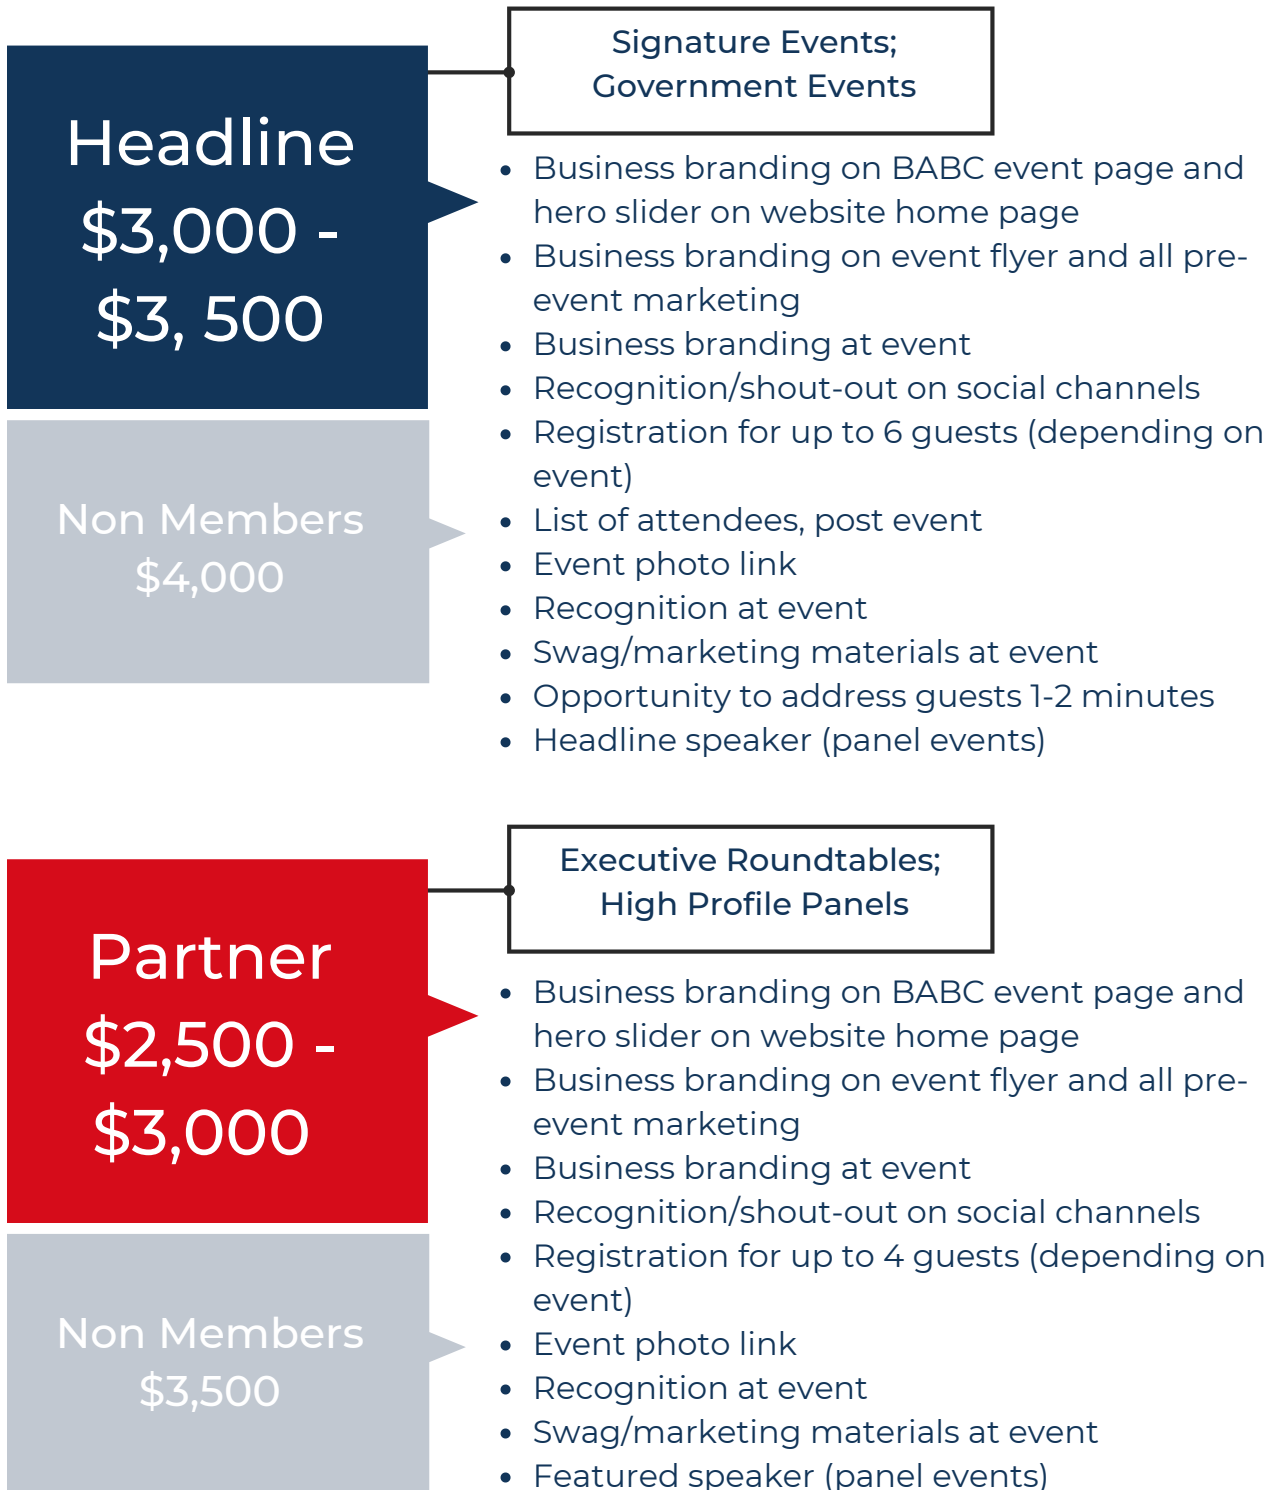 Signature Events;
Government Events
Headline
$3,000 -
$3, 500
Non Members
$4,000
• Business branding on BABC event page and
hero slider on website home page
• Business branding on event flyer and all pre-
event marketing
• Business branding at event
• Recognition/shout-out on social channels
• Registration for up to 6 guests (depending on
event)
• List of attendees, post event
• Event photo link
• Recognition at event
• Swag/marketing materials at event
• Opportunity to address guests 1-2 minutes
• Headline speaker (panel events)
Executive Roundtables;
High Profile Panels
Partner
$2,500 -
$3,000
Non Members
$3,500
• Business branding on BABC event page and
hero slider on website home page
• Business branding on event flyer and all pre-
event marketing
• Business branding at event
• Recognition/shout-out on social channels
• Registration for up to 4 guests (depending on
event)
• Event photo link
• Recognition at event
• Swag/marketing materials at event
• Featured speaker (panel events)